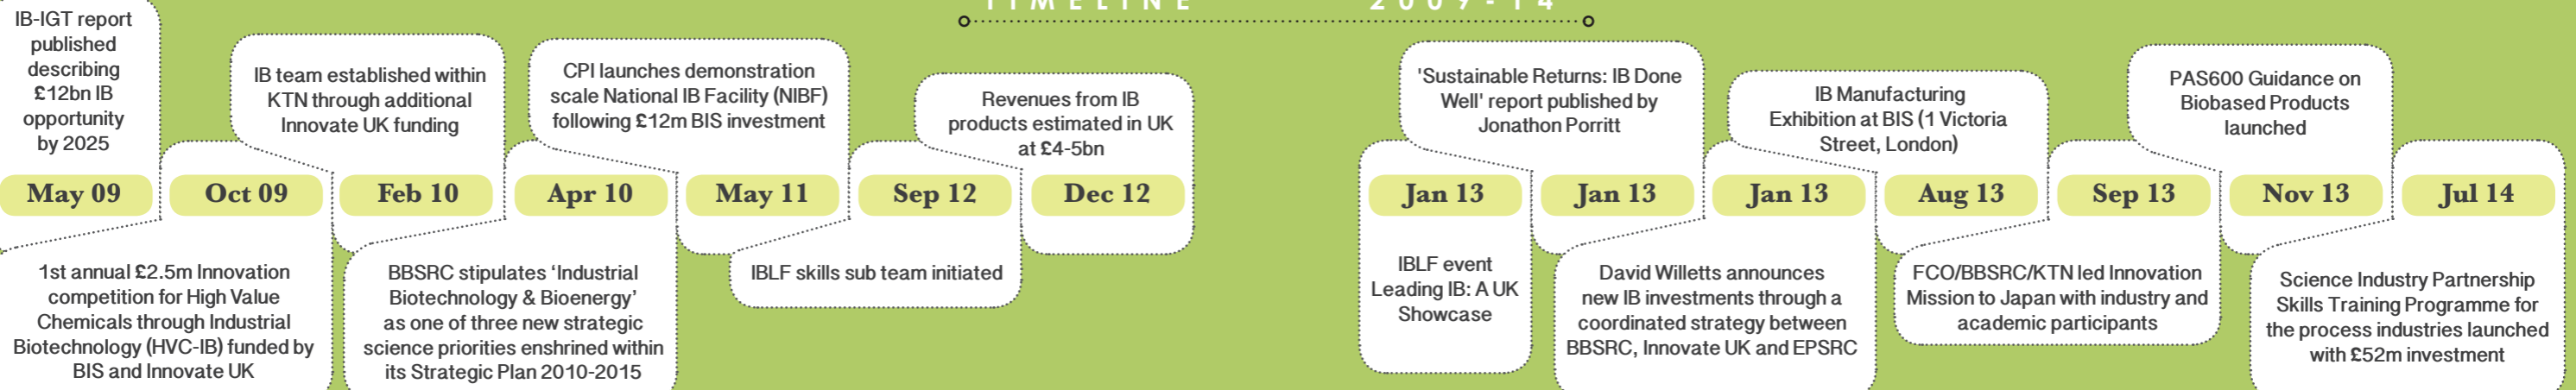 TIMELINE 2009-14
IB-IGT report
published
describing
£12bn IB
opportunity
by 2025
May 09
Oct 09
1st annual £2.5m Innovation
competition for High Value
Chemicals through Industrial
Biotechnology (HVC-IB) funded by
BIS and Innovate UK
IB team established within
KTN through additional
Innovate UK funding
Feb 10
Apr 10
BBSRC stipulates ‘Industrial
Biotechnology & Bioenergy’
as one of three new strategic
science priorities enshrined within
its Strategic Plan 2010-2015
CPI launches demonstration
scale National IB Facility (NIBF)
following £12m BIS investment
May 11
Sep 12
IBLF skills sub team initiated
Revenues from IB
products estimated in UK
at £4-5bn
Dec 12
Jan 13
IBLF event
Leading IB: A UK
Showcase
'Sustainable Returns: IB Done
Well' report published by
Jonathon Porritt
Jan 13
Jan 13
David Willetts announces
new IB investments through a
coordinated strategy between
BBSRC, Innovate UK and EPSRC
IB Manufacturing
Exhibition at BIS (1 Victoria
Street, London)
Aug 13
Sep 13
FCO/BBSRC/KTN led Innovation
Mission to Japan with industry and
academic participants
PAS600 Guidance on
Biobased Products
launched
Nov 13
Jul 14
Science Industry Partnership
Skills Training Programme for
the process industries launched
with £52m investment